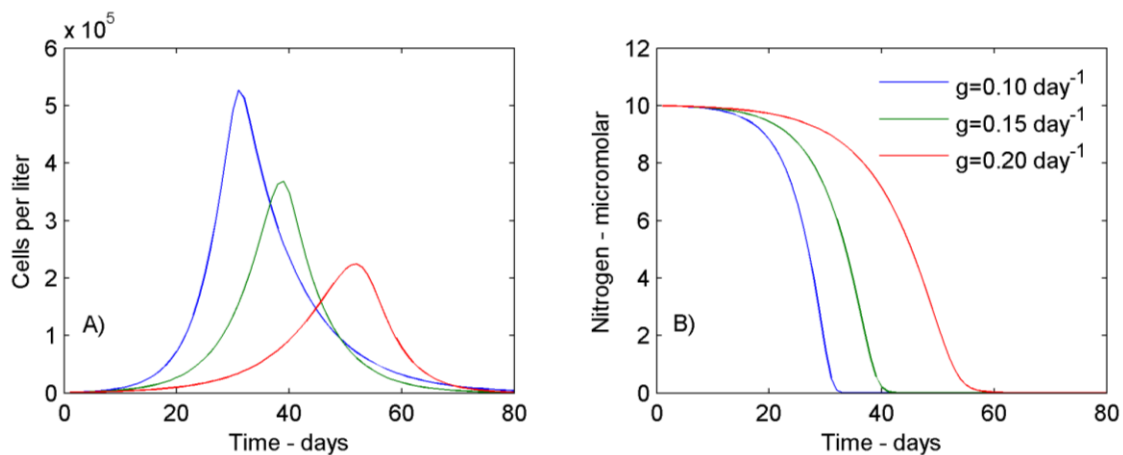 x 10⁵
6
5
4
3
2
1
0
Cells per liter
A)
0 20 40 60 80
Time - days
12
10
8
6
4
2
0
Nitrogen - micromolar
g=0.10 day⁻¹
g=0.15 day⁻¹
g=0.20 day⁻¹
B)
0 20 40 60 80
Time - days